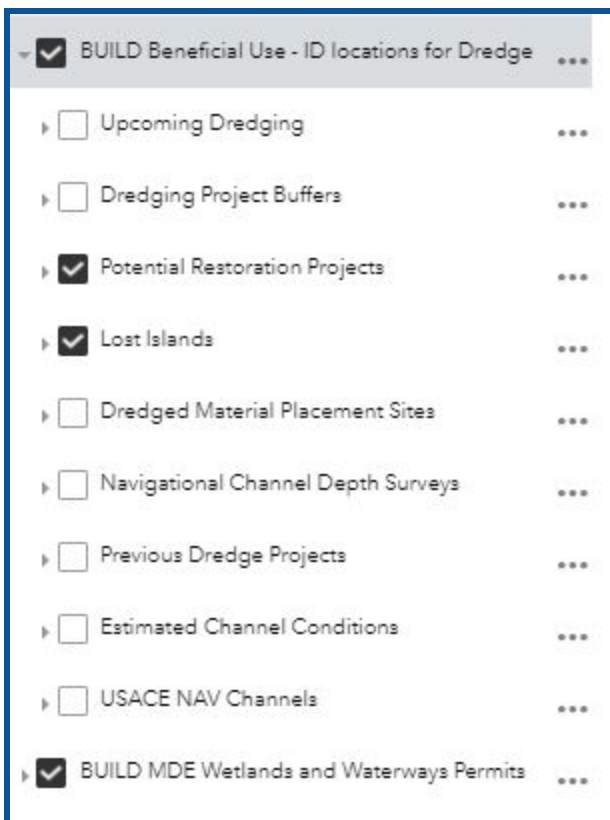 BUILD Beneficial Use - ID locations for Dredge
Upcoming Dredging
Dredging Project Buffers
Potential Restoration Projects
Lost Islands
Dredged Material Placement Sites
Navigational Channel Depth Surveys
Previous Dredge Projects
Estimated Channel Conditions
USACE NAV Channels
BUILD MDE Wetlands and Waterways Permits